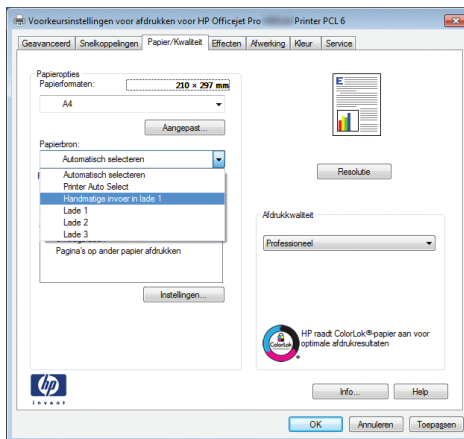 Voorkeursinstellingen voor afdrukken voor HP Officejet Pro Printer PCL 6
Geavanceerd Snelkoppelingen Papier/Kwaliteit Effecten Afwerking Kleur Service
Papieropties
Papierformaten: 210 × 297 mm
A4
Aangepast...
Papierbron:
Automatisch selecteren
Automatisch selecteren
Printer Auto Select
Handmatige invoer in lade 1
Lade 1
Lade 2
Lade 3
Pagina's op ander papier afdrukken
Instellingen...
E
Resolutie
Afdrukkwaliteit
Professioneel
ColorLok
HP raadt ColorLok®-papier aan voor
optimale afdrukresultaten
hp
invent
Info... Help
OK Annuleren Toepassen